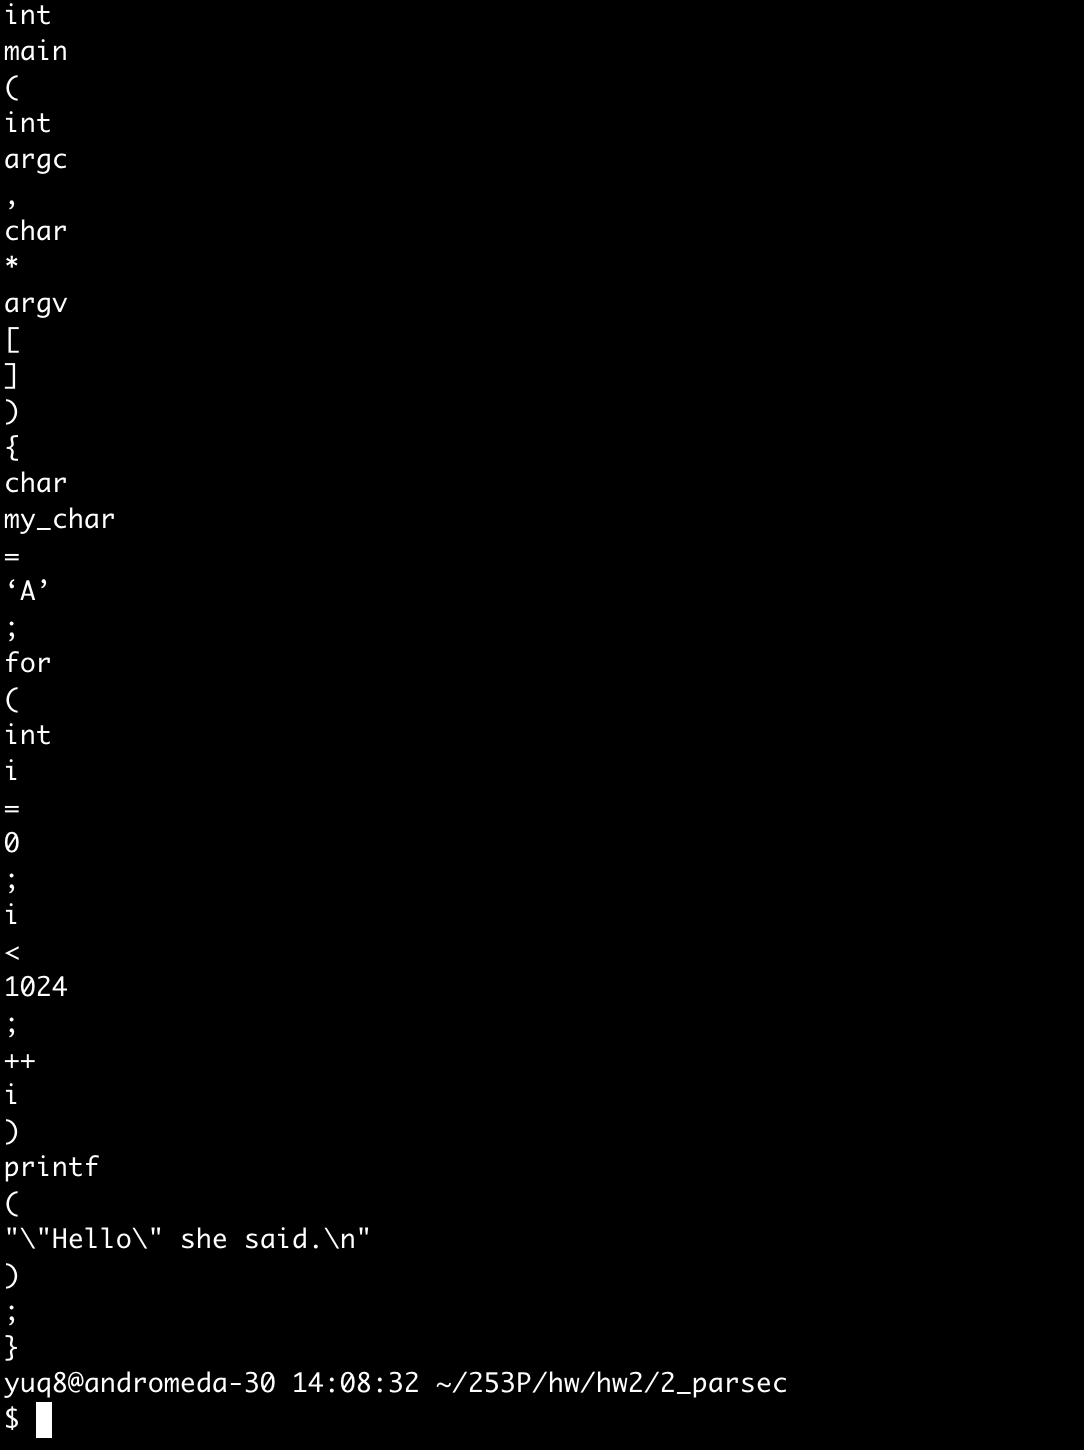 int
main
(
int
argc
,
char
*
argv
[
]
)
{
char
my_char
=
‘A’
;
for
(
int
i
=
0
;
i
<
1024
;
++
i
)
printf
(
"\"Hello\" she said.\n"
)
;
}
yuq8@andromeda-30 14:08:32 ~/253P/hw/hw2/2_parsec
$